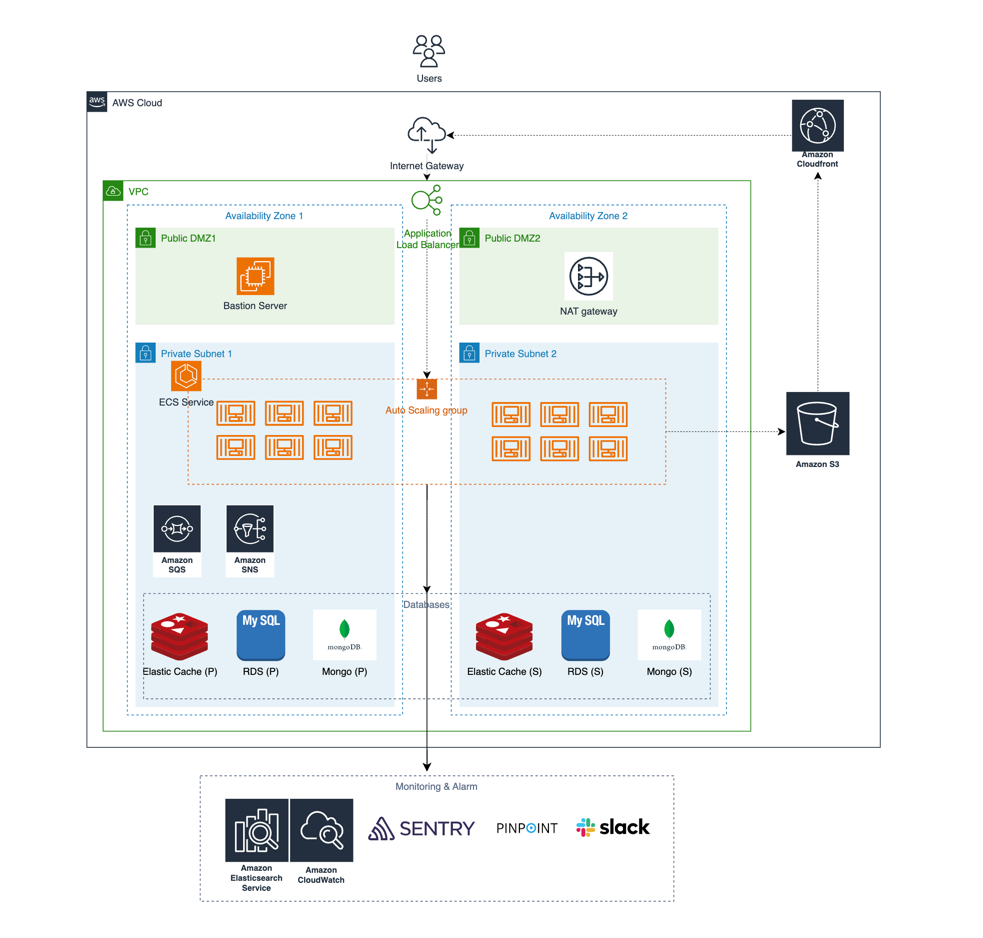 Users
aws
AWS Cloud
Amazon
Cloudfront
Internet Gateway
VPC
Availability Zone 1
Availability Zone 2
Application
Load Balancer
Public DMZ1
Public DMZ2
Bastion Server
NAT gateway
Private Subnet 1
Private Subnet 2
ECS Service
Auto Scaling group
Amazon S3
Amazon
SQS
Amazon
SNS
Databases
My SQL
mongoDB
My SQL
mongoDB
Elastic Cache (P)
RDS (P)
Mongo (P)
Elastic Cache (S)
RDS (S)
Mongo (S)
Monitoring & Alarm
SENTRY
PINPOINT
slack
Amazon
Elasticsearch
Service
Amazon
CloudWatch